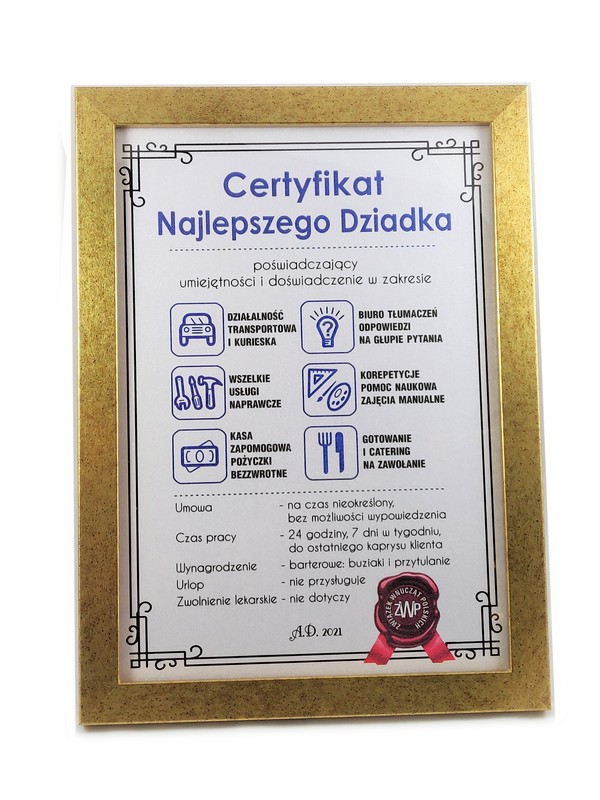 Certyfikat
Najlepszego Dziadka
poświadczający
umiejętności i doświadczenie w zakresie
DZIAŁALNOŚĆ
TRANSPORTOWA
I KURIESKA
BIURO TŁUMACZEŃ
ODPOWIEDZI
NA GŁUPIE PYTANIA
WSZELKIE
USŁUGI
NAPRAWCZE
KOREPETYCJE
POMOC NAUKOWA
ZAJĘCIA MANUALNE
KASA
ZAPOMOGOWA
POŻYCZKI
BEZZWROTNE
GOTOWANIE
I CATERING
NA ZAWOŁANIE
Umowa - na czas nieokreślony,
bez możliwości wypowiedzenia
Czas pracy - 24 godziny, 7 dni w tygodniu,
do ostatniego kaprysu klienta
Wynagrodzenie - barterowe: buziaki i przytulanie
Urlop - nie przysługuje
Zwolnienie lekarskie - nie dotyczy
A.D. 2021
ZWIĄZEK WNUCZĄT POLSKICH
ZWP